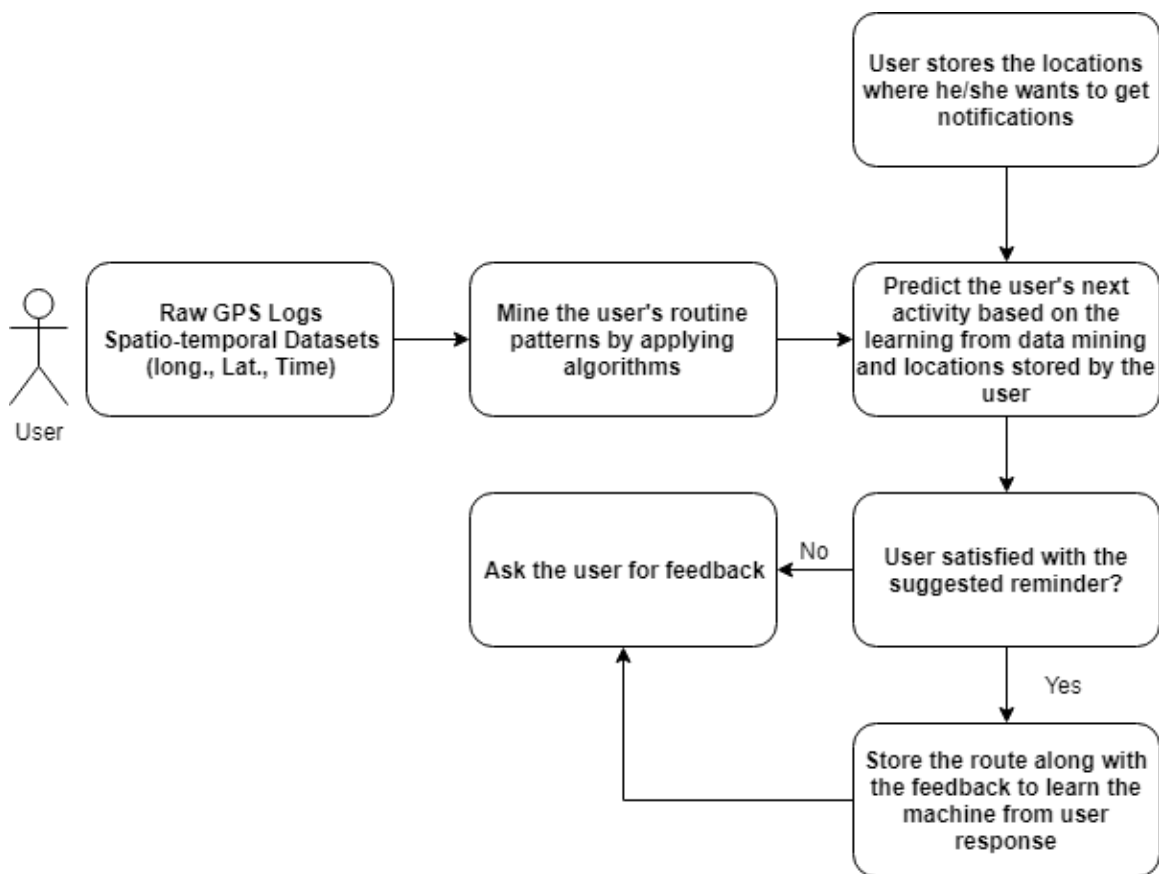 User stores the locations
where he/she wants to get
notifications
User
Raw GPS Logs
Spatio-temporal Datasets
(long., Lat., Time)
Mine the user's routine
patterns by applying
algorithms
Predict the user's next
activity based on the
learning from data mining
and locations stored by the
user
Ask the user for feedback
No
User satisfied with the
suggested reminder?
Yes
Store the route along with
the feedback to learn the
machine from user
response